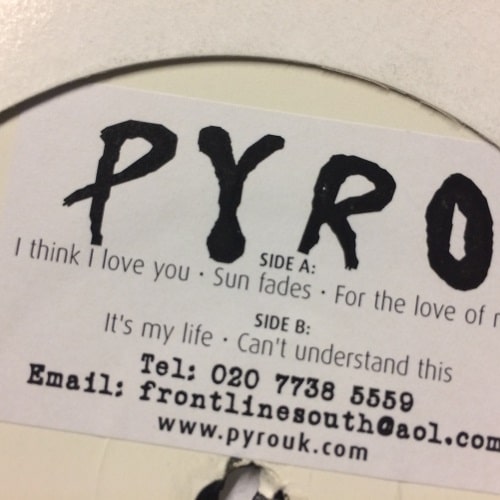 PYRO
SIDE A:
I think I love you · Sun fades · For the love of
SIDE B:
It's my life · Can't understand this
Tel: 020 7738 5559
Email: frontlinesouth@aol.com
www.pyrouk.com